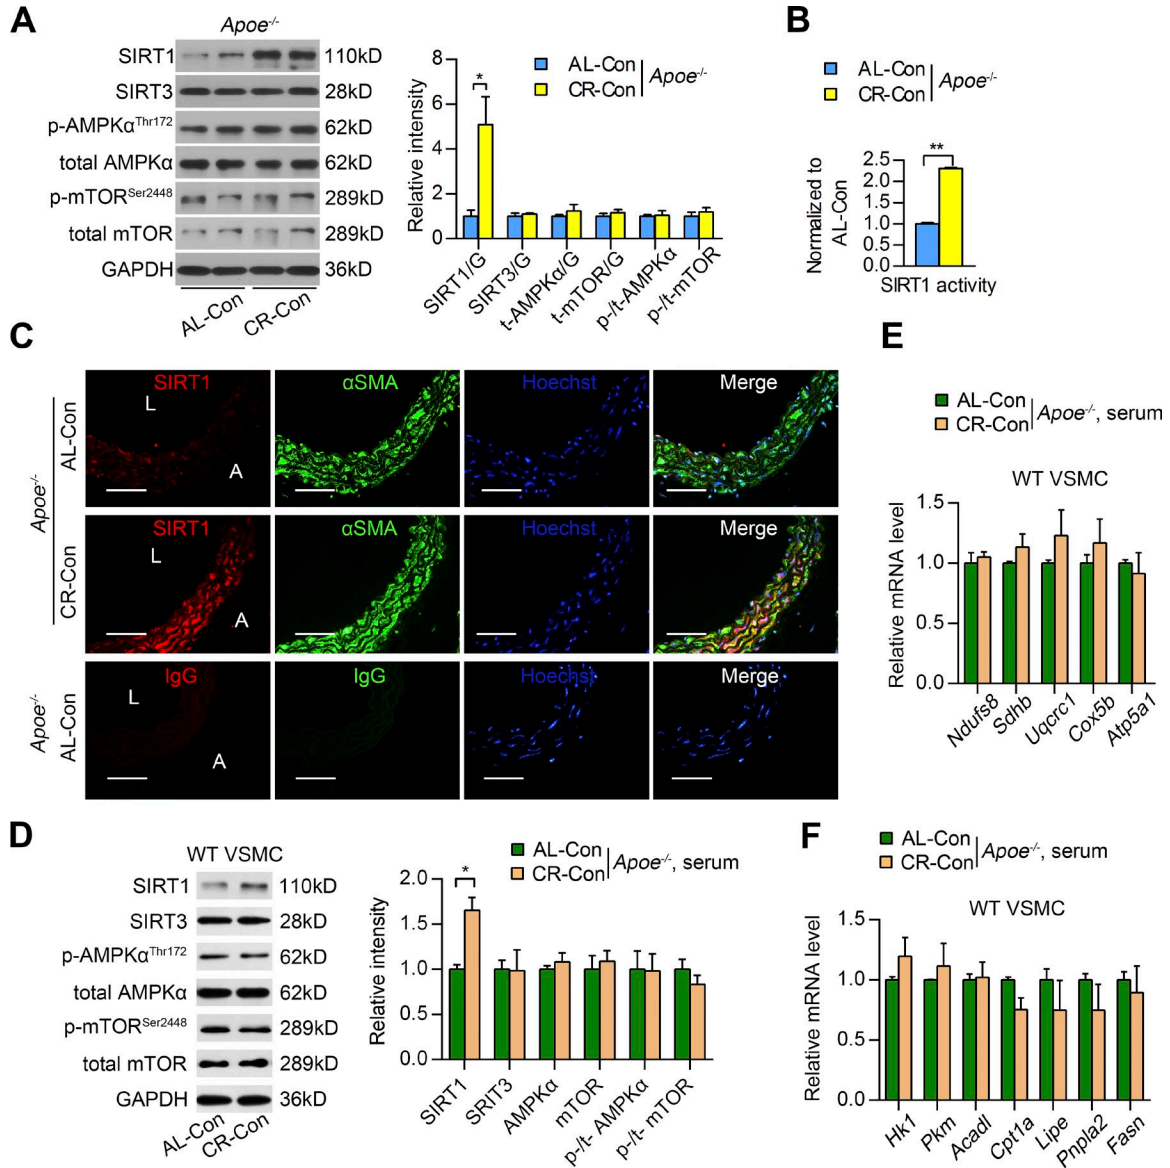 A
Apoe-/-
SIRT1 110kD
SIRT3 28kD
p-AMPKαThr172 62kD
total AMPKα 62kD
p-mTORSer2448 289kD
total mTOR 289kD
GAPDH 36kD
AL-Con CR-Con
AL-Con
CR-Con
Apoe-/-
Relative intensity
8
6
4
2
0
*
SIRT1/G SIRT3/G t-AMPKα/G t-mTOR/G p-/t-AMPKα p-/t-mTOR
B
AL-Con
CR-Con
Apoe-/-
Normalized to
AL-Con
2.5
2.0
1.5
1.0
0.5
0.0
**
SIRT1 activity
C
Apoe-/-
AL-Con
SIRT1 αSMA Hoechst Merge
L
A
CR-Con
SIRT1 αSMA Hoechst Merge
L
A
Apoe-/-
AL-Con
IgG IgG Hoechst Merge
L
A
D
WT VSMC
SIRT1 110kD
SIRT3 28kD
p-AMPKαThr172 62kD
total AMPKα 62kD
p-mTORSer2448 289kD
total mTOR 289kD
GAPDH 36kD
AL-Con CR-Con
AL-Con
CR-Con
Apoe-/-, serum
Relative intensity
2.0
1.5
1.0
0.5
0.0
*
SIRT1 SRIT3 AMPKα mTOR p-/t- AMPKα p-/t- mTOR
E
AL-Con
CR-Con
Apoe-/-, serum
WT VSMC
Relative mRNA level
1.5
1.0
0.5
0.0
Ndufs8 Sdhb Uqcrc1 Cox5b Atp5a1
F
AL-Con
CR-Con
Apoe-/-, serum
WT VSMC
Relative mRNA level
1.5
1.0
0.5
0.0
Hk1 Pkm Acadl Cpt1a Lipe Pnpla2 Fasn